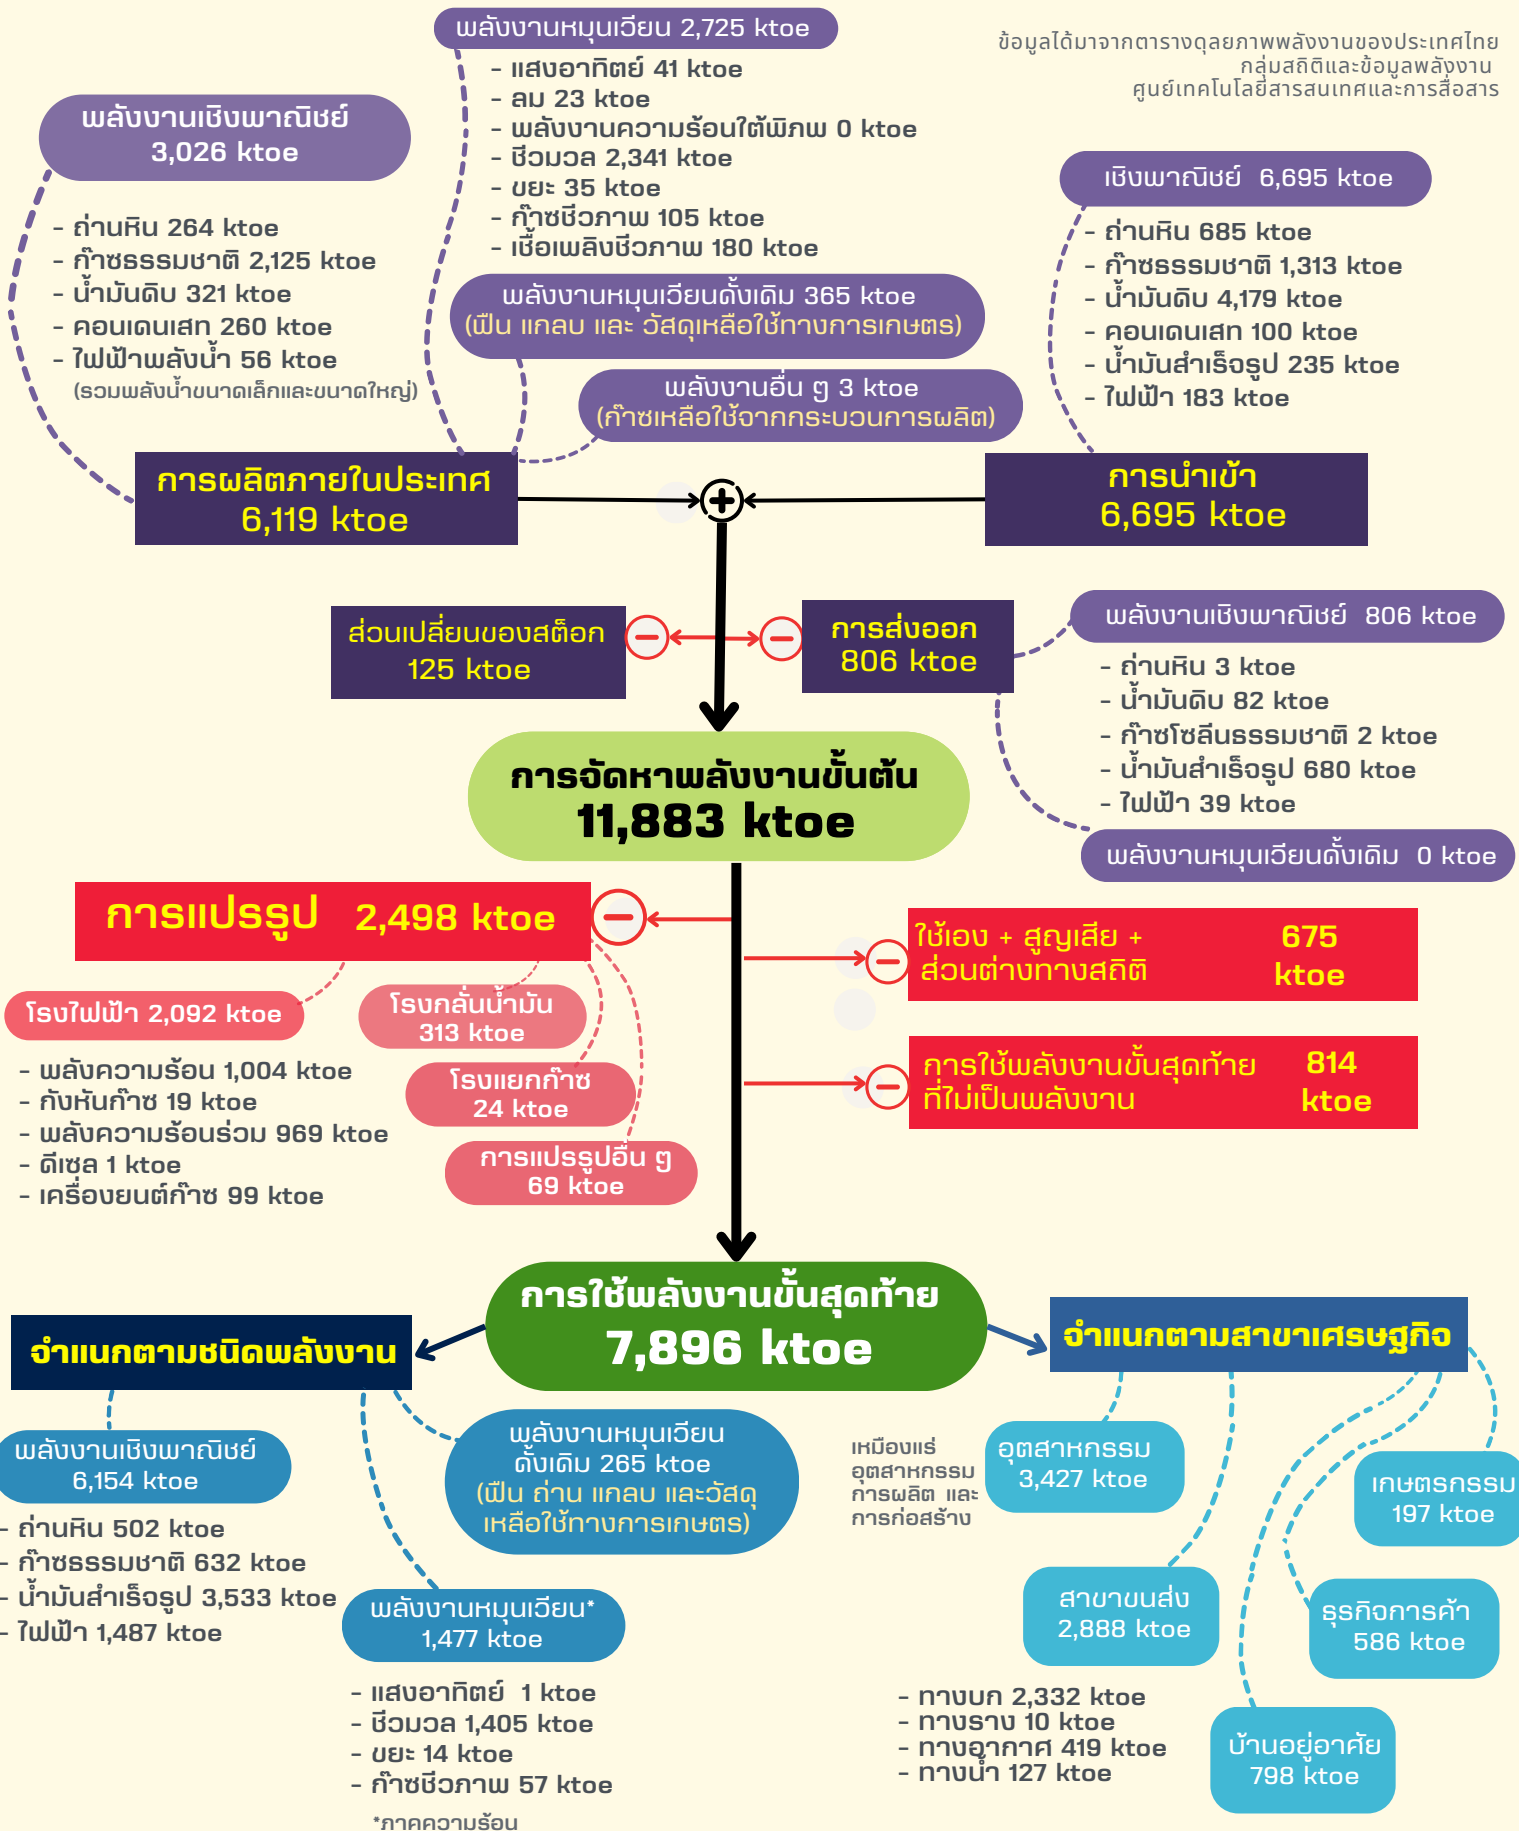 ข้อมูลได้มาจากตารางดุลยภาพพลังงานของประเทศไทย
กลุ่มสถิติและข้อมูลพลังงาน
ศูนย์เทคโนโลยีสารสนเทศและการสื่อสาร
พลังงานหมุนเวียน 2,725 ktoe
- แสงอาทิตย์ 41 ktoe
- ลม 23 ktoe
- พลังงานความร้อนใต้พิภพ 0 ktoe
- ชีวมวล 2,341 ktoe
- ขยะ 35 ktoe
- ก๊าซชีวภาพ 105 ktoe
- เชื้อเพลิงชีวภาพ 180 ktoe
พลังงานเชิงพาณิชย์
3,026 ktoe
- ถ่านหิน 264 ktoe
- ก๊าซธรรมชาติ 2,125 ktoe
- น้ำมันดิบ 321 ktoe
- คอนเดนเสท 260 ktoe
- ไฟฟ้าพลังน้ำ 56 ktoe
(รวมพลังน้ำขนาดเล็กและขนาดใหญ่)
พลังงานหมุนเวียนดั้งเดิม 365 ktoe
(ฟืน แกลบ และ วัสดุเหลือใช้ทางการเกษตร)
พลังงานอื่น ๆ 3 ktoe
(ก๊าซเหลือใช้จากกระบวนการผลิต)
เชิงพาณิชย์ 6,695 ktoe
- ถ่านหิน 685 ktoe
- ก๊าซธรรมชาติ 1,313 ktoe
- น้ำมันดิบ 4,179 ktoe
- คอนเดนเสท 100 ktoe
- น้ำมันสำเร็จรูป 235 ktoe
- ไฟฟ้า 183 ktoe
การผลิตภายในประเทศ
6,119 ktoe
การนำเข้า
6,695 ktoe
ส่วนเปลี่ยนของสต็อก
125 ktoe
การส่งออก
806 ktoe
พลังงานเชิงพาณิชย์ 806 ktoe
- ถ่านหิน 3 ktoe
- น้ำมันดิบ 82 ktoe
- ก๊าซโซลีนธรรมชาติ 2 ktoe
- น้ำมันสำเร็จรูป 680 ktoe
- ไฟฟ้า 39 ktoe
พลังงานหมุนเวียนดั้งเดิม 0 ktoe
การจัดหาพลังงานขั้นต้น
11,883 ktoe
การแปรรูป 2,498 ktoe
โรงไฟฟ้า 2,092 ktoe
- พลังความร้อน 1,004 ktoe
- กังหันก๊าซ 19 ktoe
- พลังความร้อนร่วม 969 ktoe
- ดีเซล 1 ktoe
- เครื่องยนต์ก๊าซ 99 ktoe
โรงกลั่นน้ำมัน
313 ktoe
โรงแยกก๊าซ
24 ktoe
การแปรรูปอื่น ๆ
69 ktoe
ใช้เอง + สูญเสีย + 675
ส่วนต่างทางสถิติ ktoe
การใช้พลังงานขั้นสุดท้าย 814
ที่ไม่เป็นพลังงาน ktoe
การใช้พลังงานขั้นสุดท้าย
7,896 ktoe
จำแนกตามชนิดพลังงาน
พลังงานเชิงพาณิชย์
6,154 ktoe
- ถ่านหิน 502 ktoe
- ก๊าซธรรมชาติ 632 ktoe
- น้ำมันสำเร็จรูป 3,533 ktoe
- ไฟฟ้า 1,487 ktoe
พลังงานหมุนเวียน
ดั้งเดิม 265 ktoe
(ฟืน ถ่าน แกลบ และวัสดุ
เหลือใช้ทางการเกษตร)
พลังงานหมุนเวียน*
1,477 ktoe
- แสงอาทิตย์ 1 ktoe
- ชีวมวล 1,405 ktoe
- ขยะ 14 ktoe
- ก๊าซชีวภาพ 57 ktoe
*ภาคความร้อน
จำแนกตามสาขาเศรษฐกิจ
เหมืองแร่
อุตสาหกรรม
การผลิต และ
การก่อสร้าง
อุตสาหกรรม
3,427 ktoe
เกษตรกรรม
197 ktoe
สาขาขนส่ง
2,888 ktoe
- ทางบก 2,332 ktoe
- ทางราง 10 ktoe
- ทางอากาศ 419 ktoe
- ทางน้ำ 127 ktoe
ธุรกิจการค้า
586 ktoe
บ้านอยู่อาศัย
798 ktoe